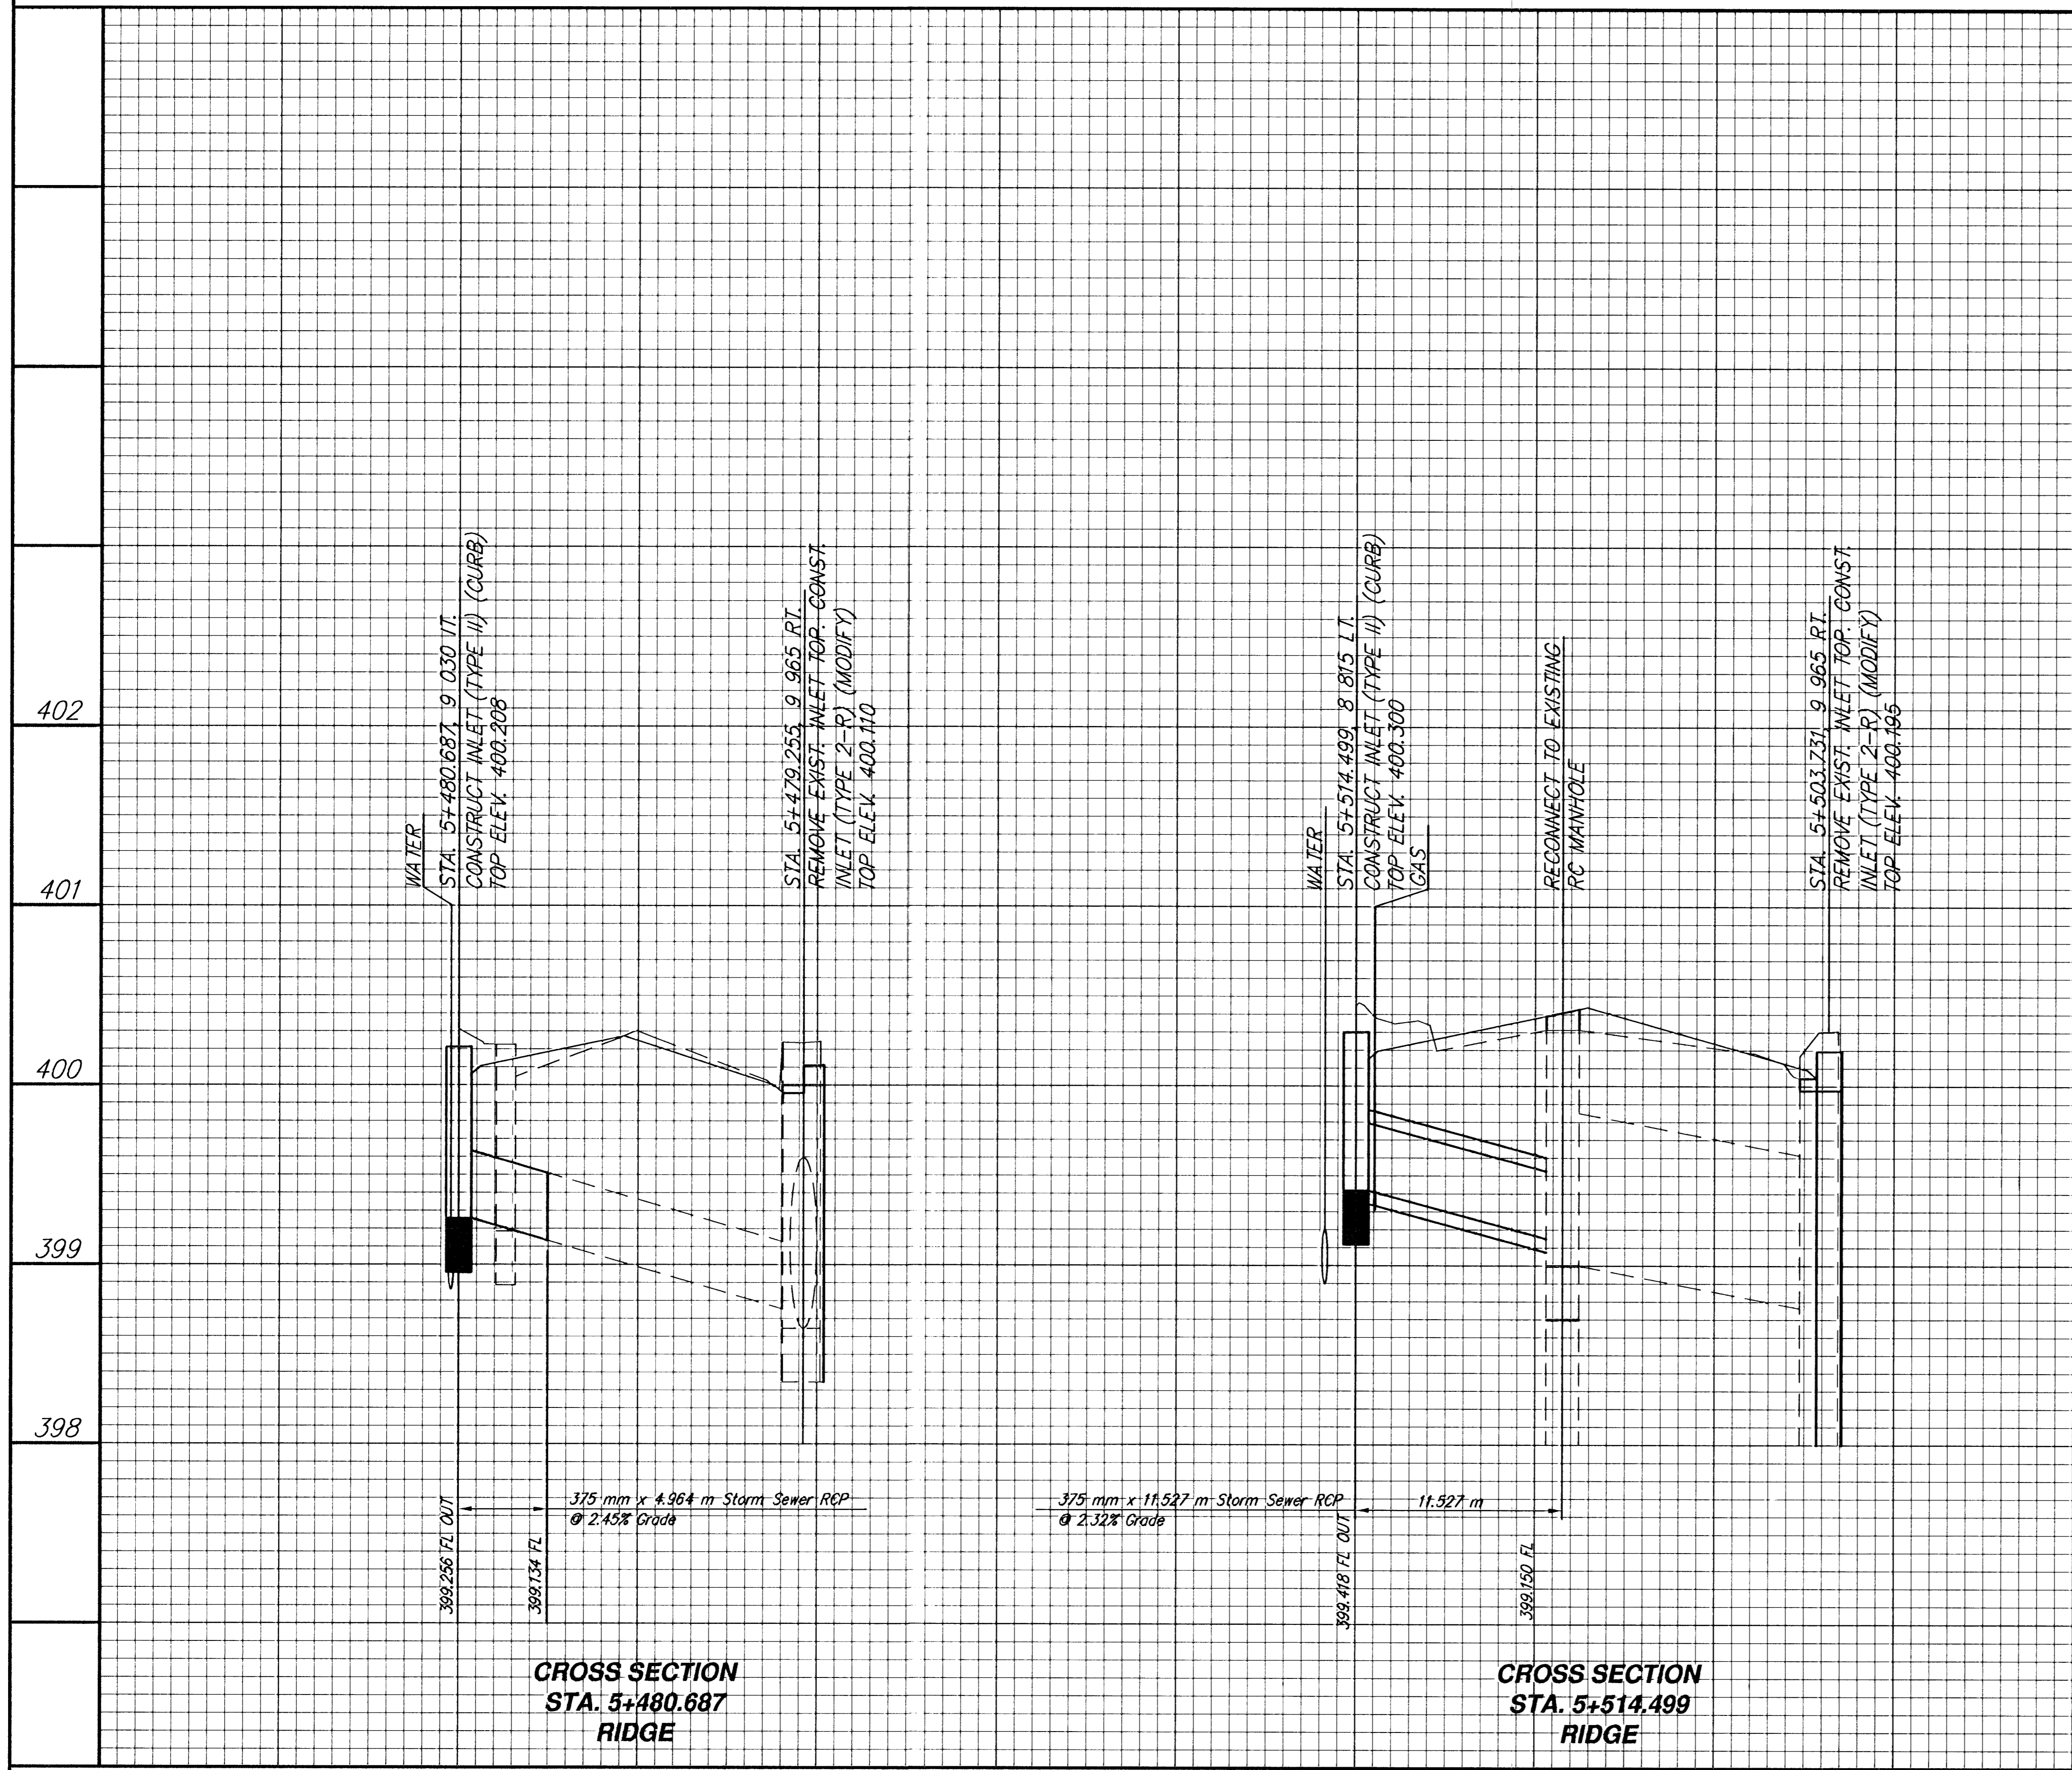 402
401
400
399
398
WATER
STA. 5+480.687, 9 030 LT.
CONSTRUCT INLET (TYPE II) (CURB)
TOP ELEV. 400.208
STA. 5+479.255, 9 965 RT.
REMOVE EXIST. INLET TOP. CONST.
INLET (TYPE 2-R) (MODIFY)
TOP ELEV. 400.110
399.256 FL OUT
399.134 FL
375 mm x 4.964 m Storm Sewer RCP
@ 2.45% Grade
CROSS SECTION
STA. 5+480.687
RIDGE
WATER
STA. 5+514.499, 8 815 LT.
CONSTRUCT INLET (TYPE II) (CURB)
TOP ELEV. 400.300
GAS
RECONNECT TO EXISTING
RC MANHOLE
STA. 5+503.731, 9 965 RT.
REMOVE EXIST. INLET TOP. CONST.
INLET (TYPE 2-R) (MODIFY)
TOP ELEV. 400.195
375 mm x 11.527 m Storm Sewer RCP
@ 2.32% Grade
11.527 m
399.418 FL OUT
399.150 FL
CROSS SECTION
STA. 5+514.499
RIDGE